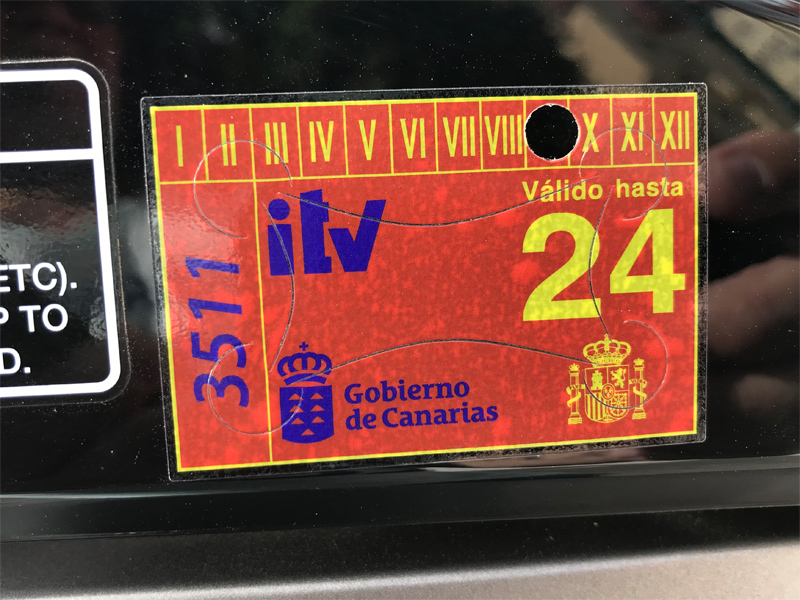 I II III IV V VI VII VIII X XI XII
Válido hasta
24
itv
3511
Gobierno
de Canarias
ETC).
P TO
D.